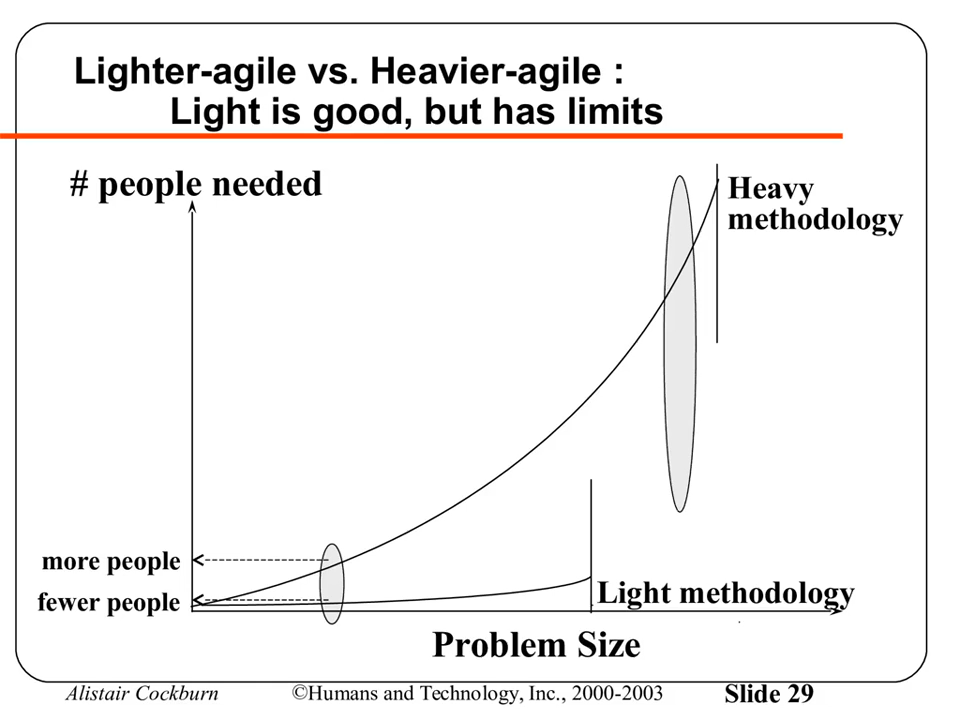 Lighter-agile vs. Heavier-agile :
Light is good, but has limits
# people needed
Heavy
methodology
more people
fewer people
Light methodology
Problem Size
Alistair Cockburn
©Humans and Technology, Inc., 2000-2003
Slide 29